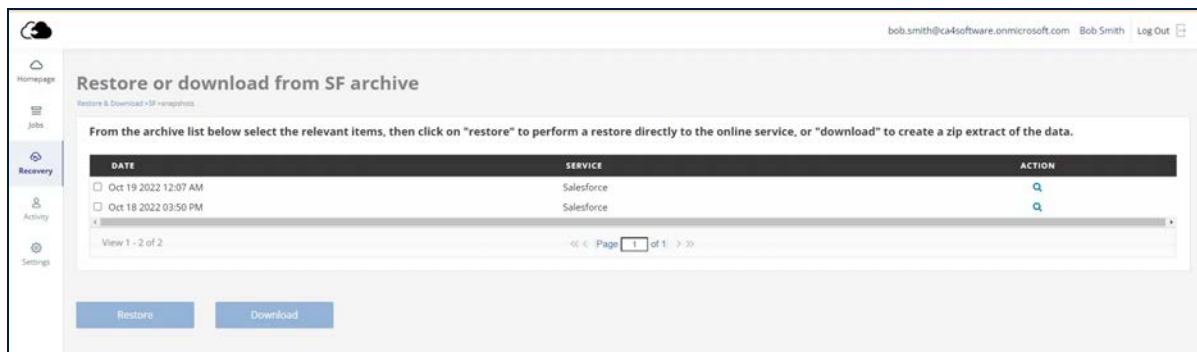 bob.smith@ca4software.onmicrosoft.com Bob Smith Log Out
Homepage
Jobs
Recovery
Activity
Settings
Restore or download from SF archive
Restore & Download >SF >snapshots
From the archive list below select the relevant items, then click on "restore" to perform a restore directly to the online service, or "download" to create a zip extract of the data.
DATE SERVICE ACTION
Oct 19 2022 12:07 AM Salesforce
Oct 18 2022 03:50 PM Salesforce
View 1 - 2 of 2 Page 1 of 1
Restore Download